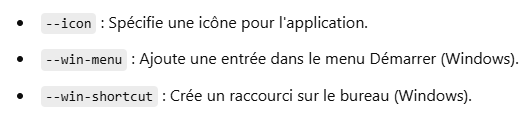 • --icon : Spécifie une icône pour l'application.
• --win-menu : Ajoute une entrée dans le menu Démarrer (Windows).
• --win-shortcut : Crée un raccourci sur le bureau (Windows).